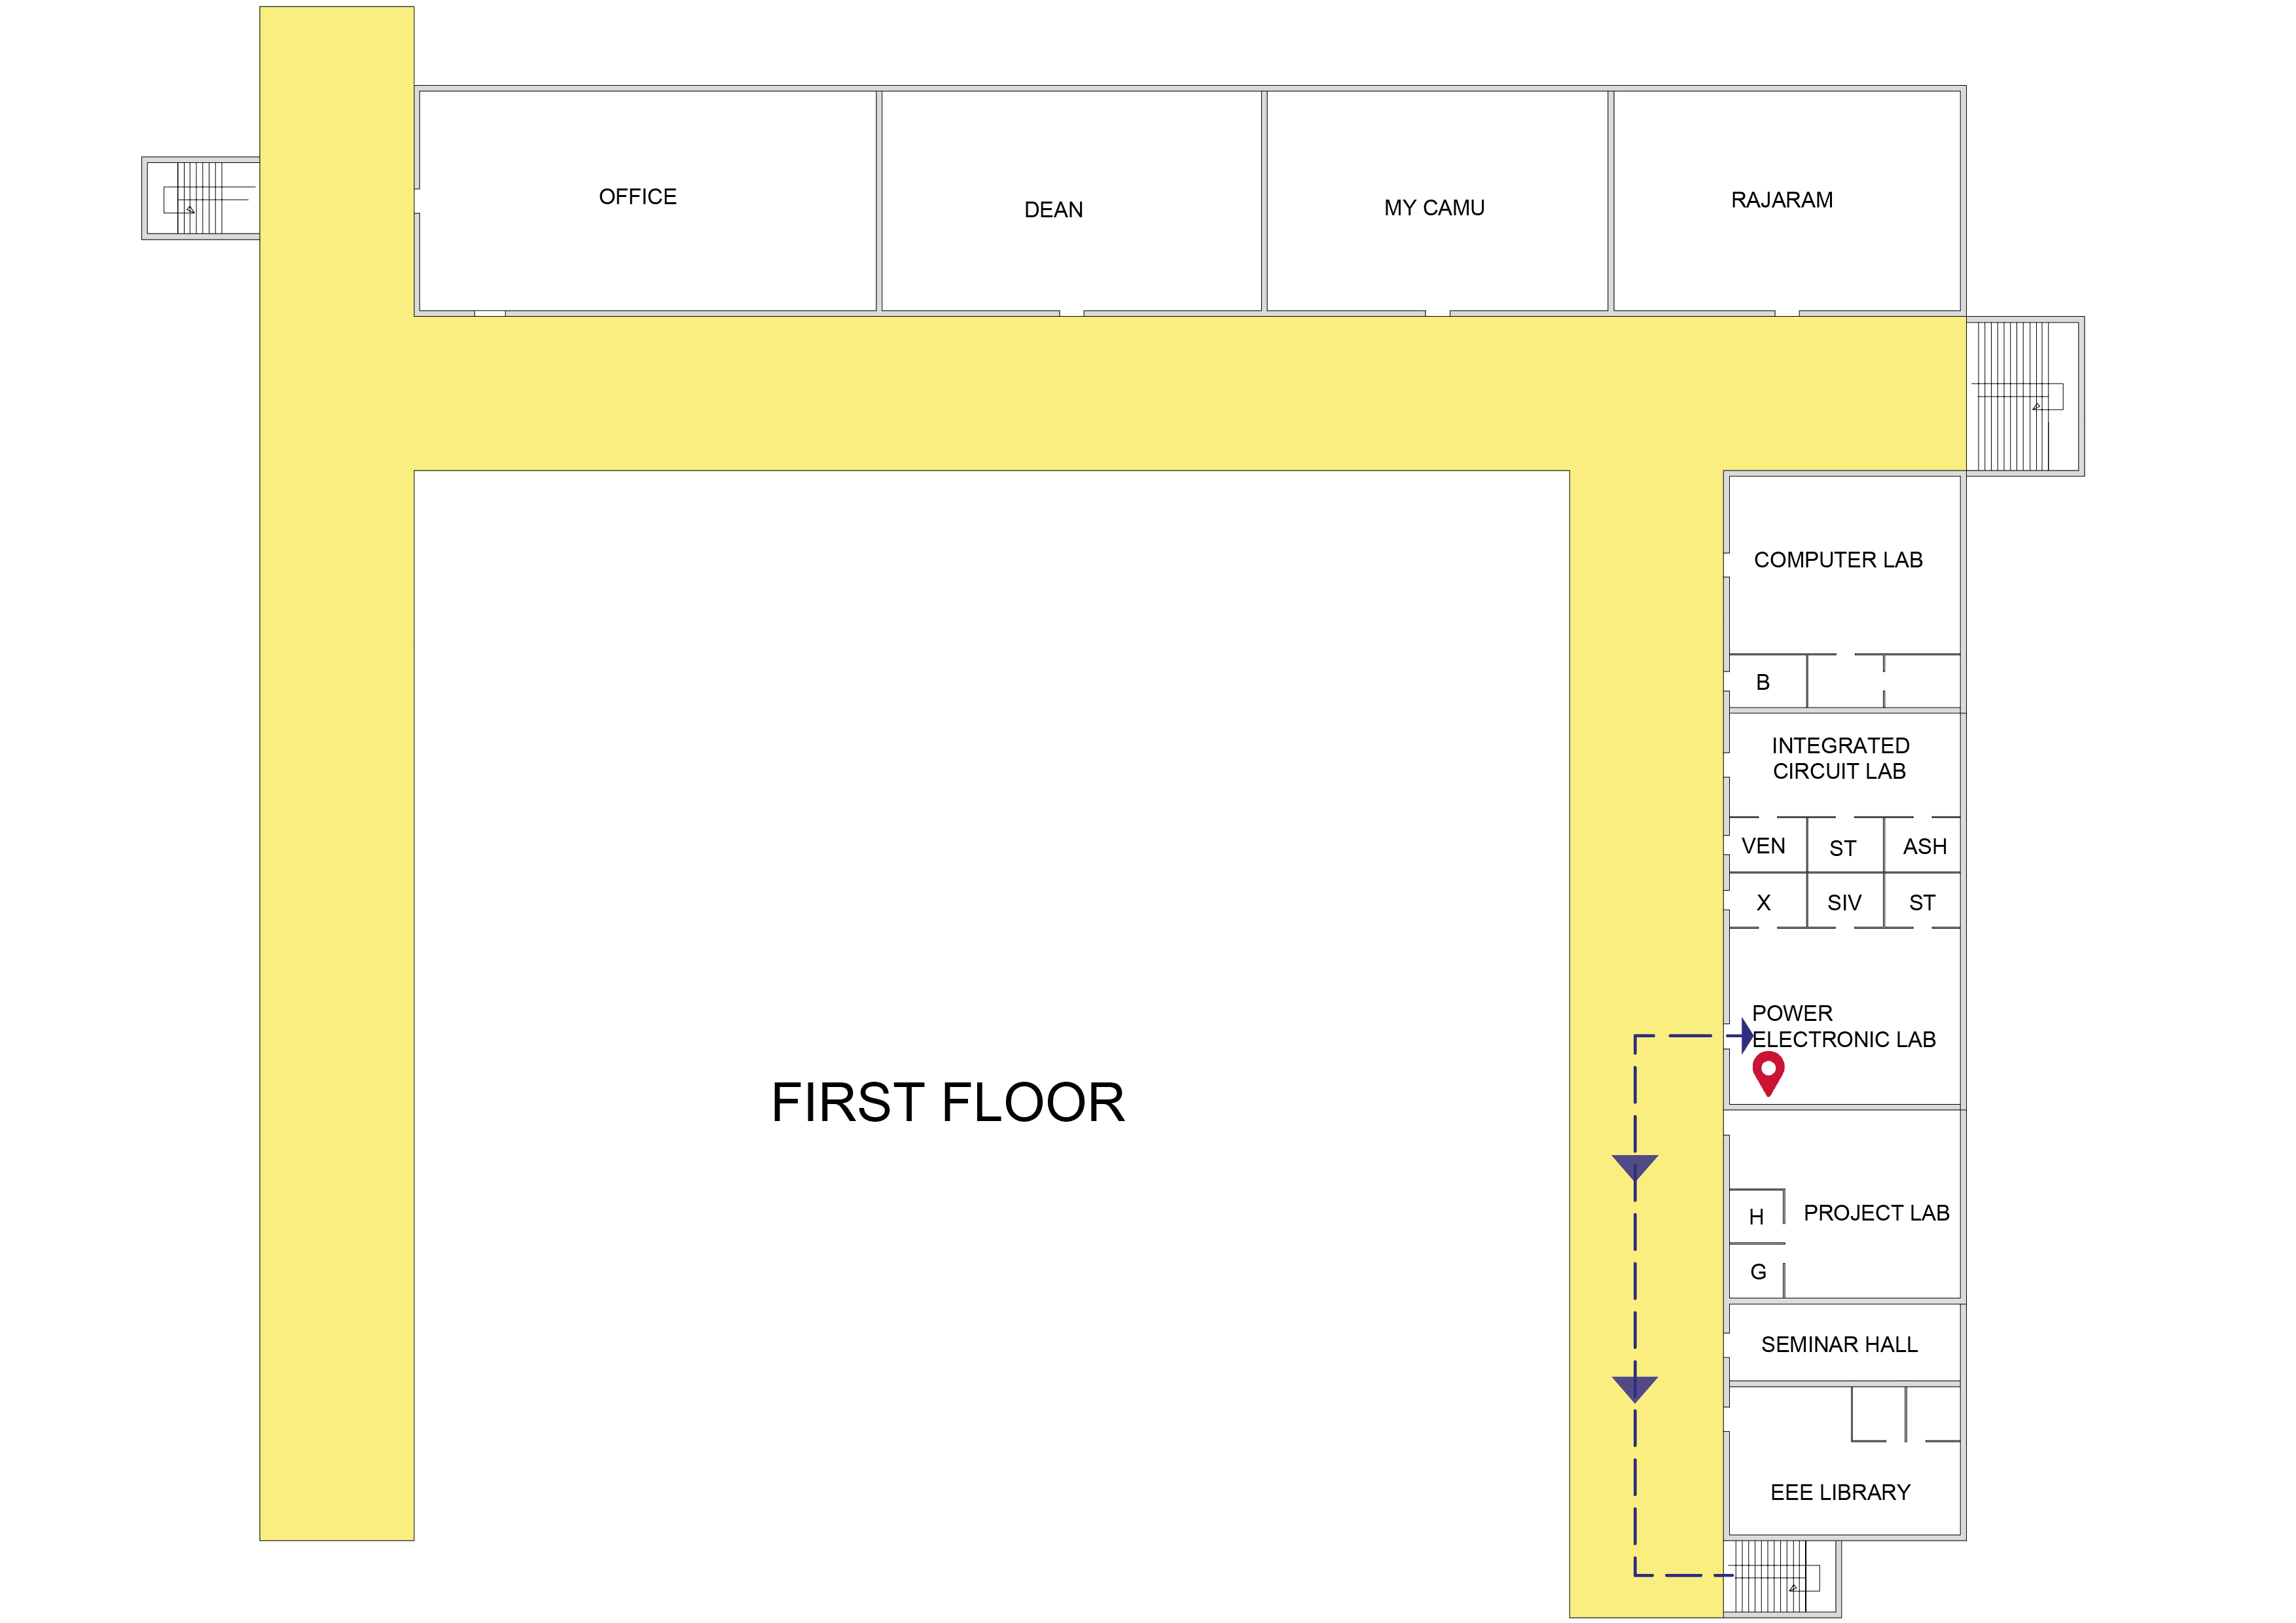 OFFICE
DEAN
MY CAMU
RAJARAM
COMPUTER LAB
B
INTEGRATED
CIRCUIT LAB
VEN
ST
ASH
X
SIV
ST
POWER
ELECTRONIC LAB
FIRST FLOOR
H
PROJECT LAB
G
SEMINAR HALL
EEE LIBRARY